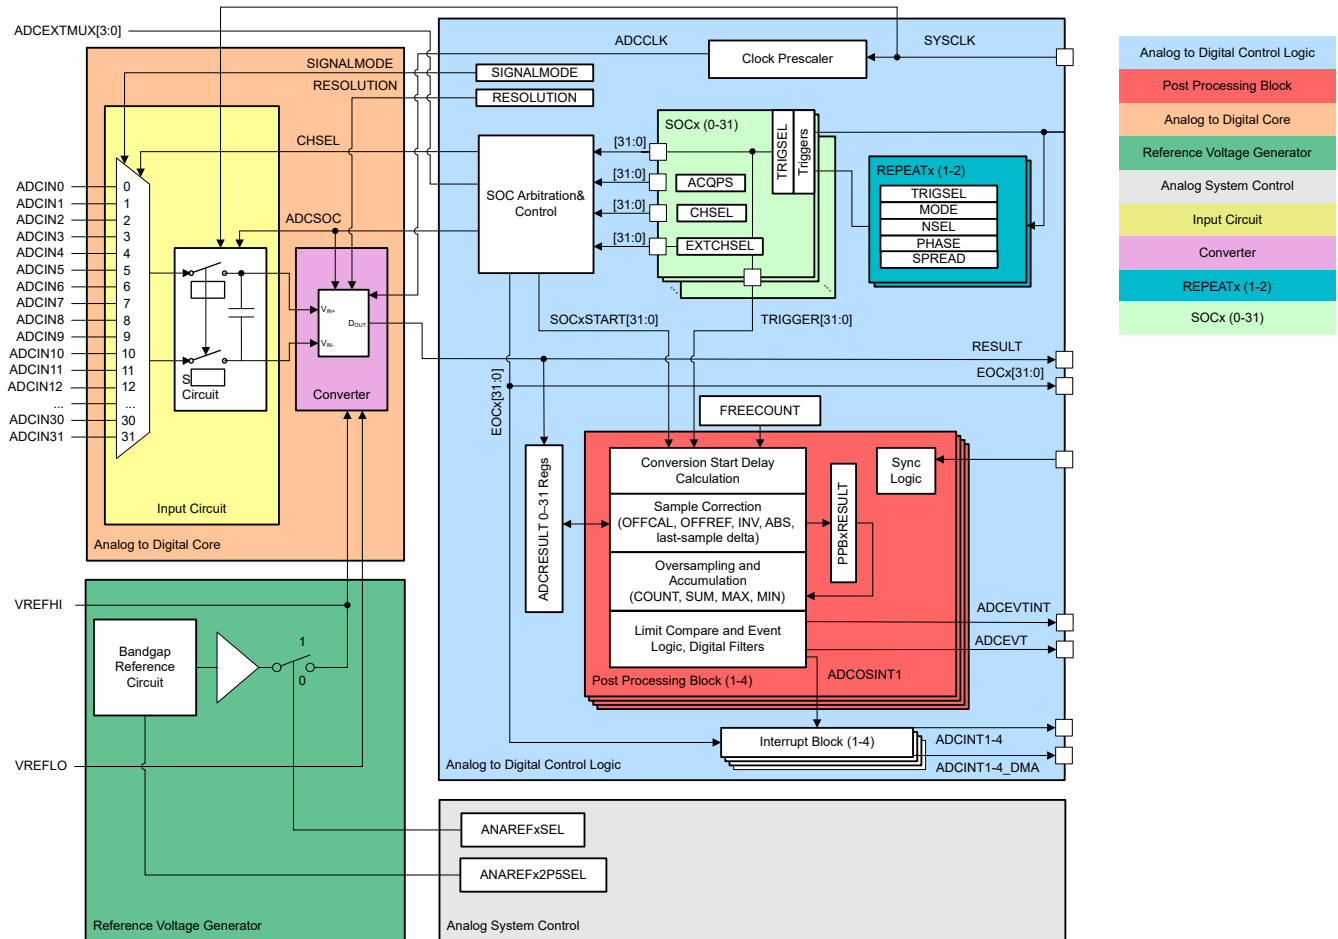 ADCEXTMUX[3:0]
ADCCLK
SYSCLK
Clock Prescaler
SIGNALMODE
SIGNALMODE
RESOLUTION
RESOLUTION
CHSEL
ADCSOC
ADCIN0
ADCIN1
ADCIN2
ADCIN3
ADCIN4
ADCIN5
ADCIN6
ADCIN7
ADCIN8
ADCIN9
ADCIN10
ADCIN11
ADCIN12
...
ADCIN30
ADCIN31
0
1
2
3
4
5
6
7
8
9
10
11
12
...
30
31
S
Circuit
VIN+
VIN-
DOUT
Converter
Input Circuit
Analog to Digital Core
SOC Arbitration&
Control
[31:0]
[31:0]
[31:0]
[31:0]
SOCx (0-31)
TRIGSEL
Triggers
ACQPS
CHSEL
EXTCHSEL
REPEATx (1-2)
TRIGSEL
MODE
NSEL
PHASE
SPREAD
SOCxSTART[31:0]
TRIGGER[31:0]
RESULT
EOCx[31:0]
EOCx[31:0]
FREECOUNT
ADCRESULT 0–31 Regs
Conversion Start Delay
Calculation
Sample Correction
(OFFCAL, OFFREF, INV, ABS,
last-sample delta)
Oversampling and
Accumulation
(COUNT, SUM, MAX, MIN)
Limit Compare and Event
Logic, Digital Filters
PPBxRESULT
Sync
Logic
Post Processing Block (1-4)
ADCEVTINT
ADCEVT
ADCOSINT1
Interrupt Block (1-4)
ADCINT1-4
ADCINT1-4_DMA
Analog to Digital Control Logic
VREFHI
Bandgap
Reference
Circuit
1
0
VREFLO
Reference Voltage Generator
ANAREFxSEL
ANAREFx2P5SEL
Analog System Control
Analog to Digital Control Logic
Post Processing Block
Analog to Digital Core
Reference Voltage Generator
Analog System Control
Input Circuit
Converter
REPEATx (1-2)
SOCx (0-31)